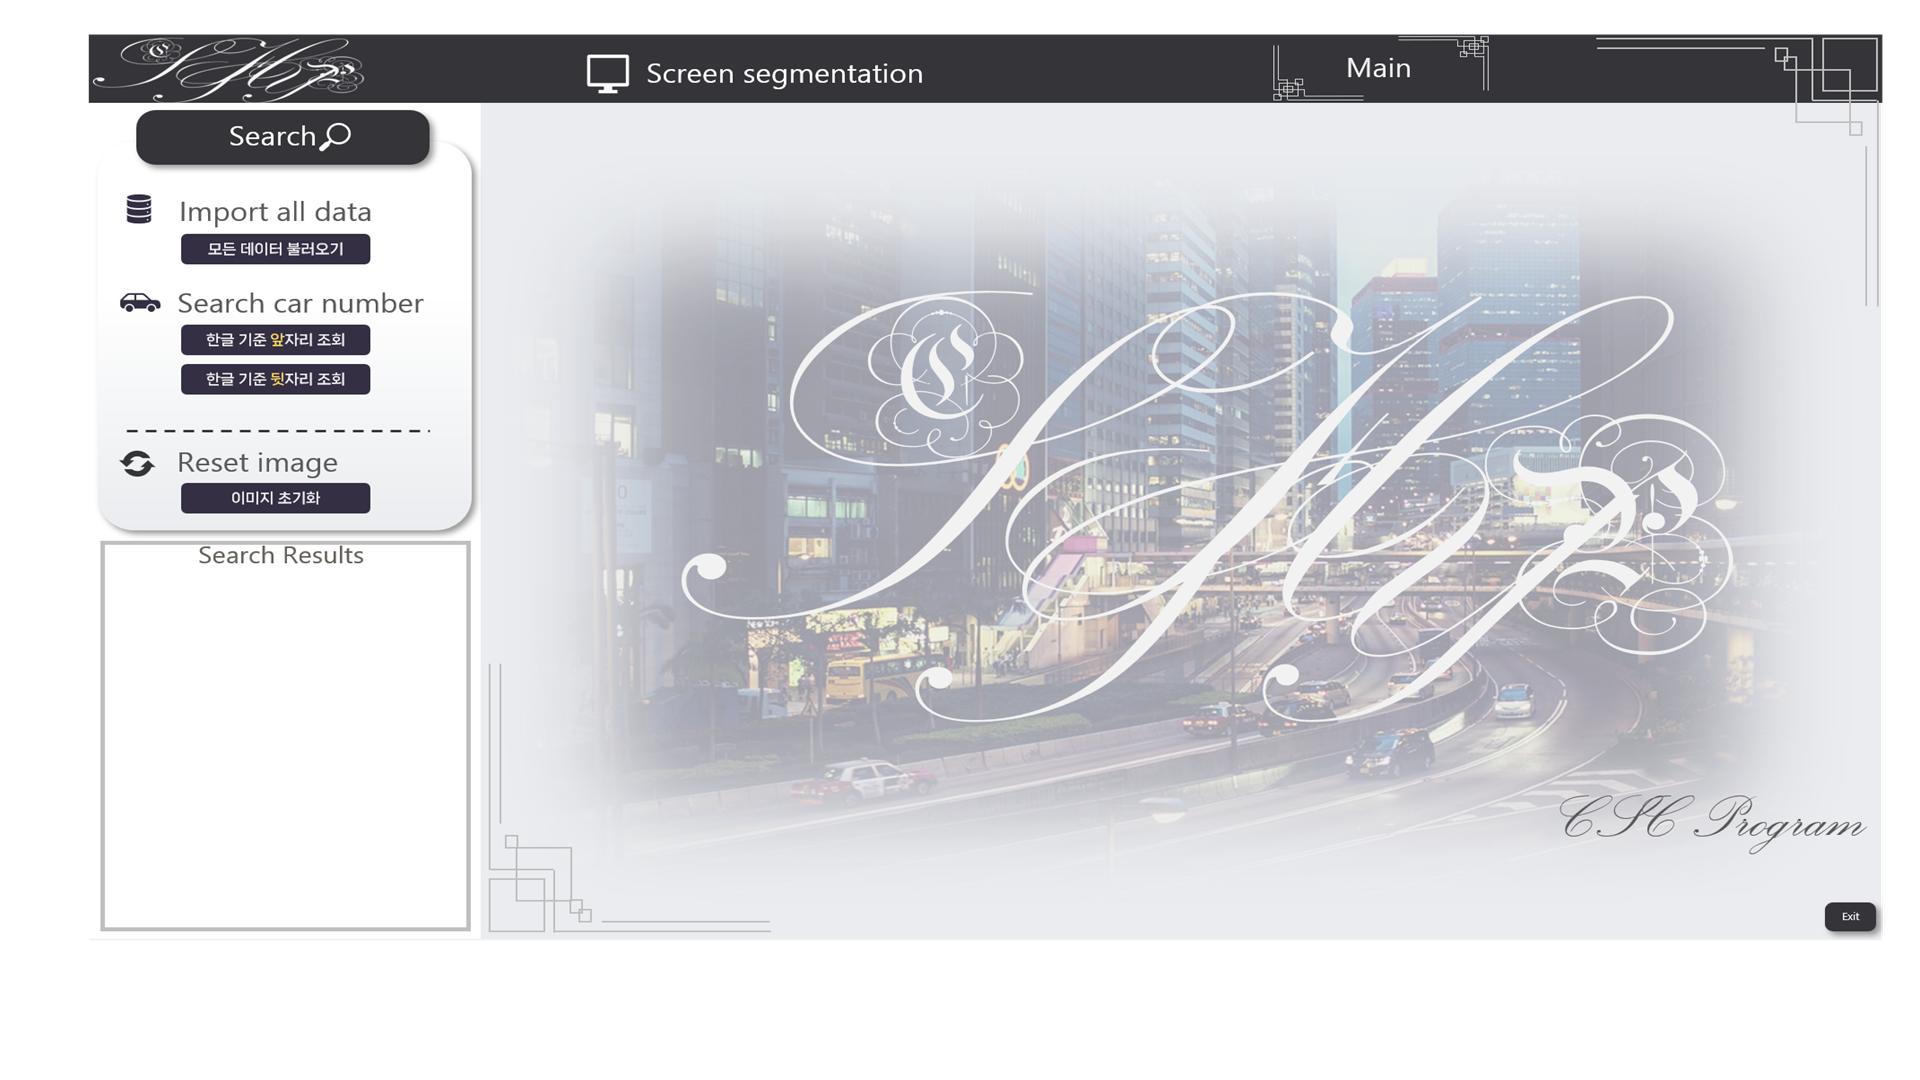 Screen segmentation
Main
Search
Import all data
모든 데이터 불러오기
Search car number
한글 기준 앞자리 조회
한글 기준 뒷자리 조회
Reset image
이미지 초기화
Search Results
CSC Program
Exit